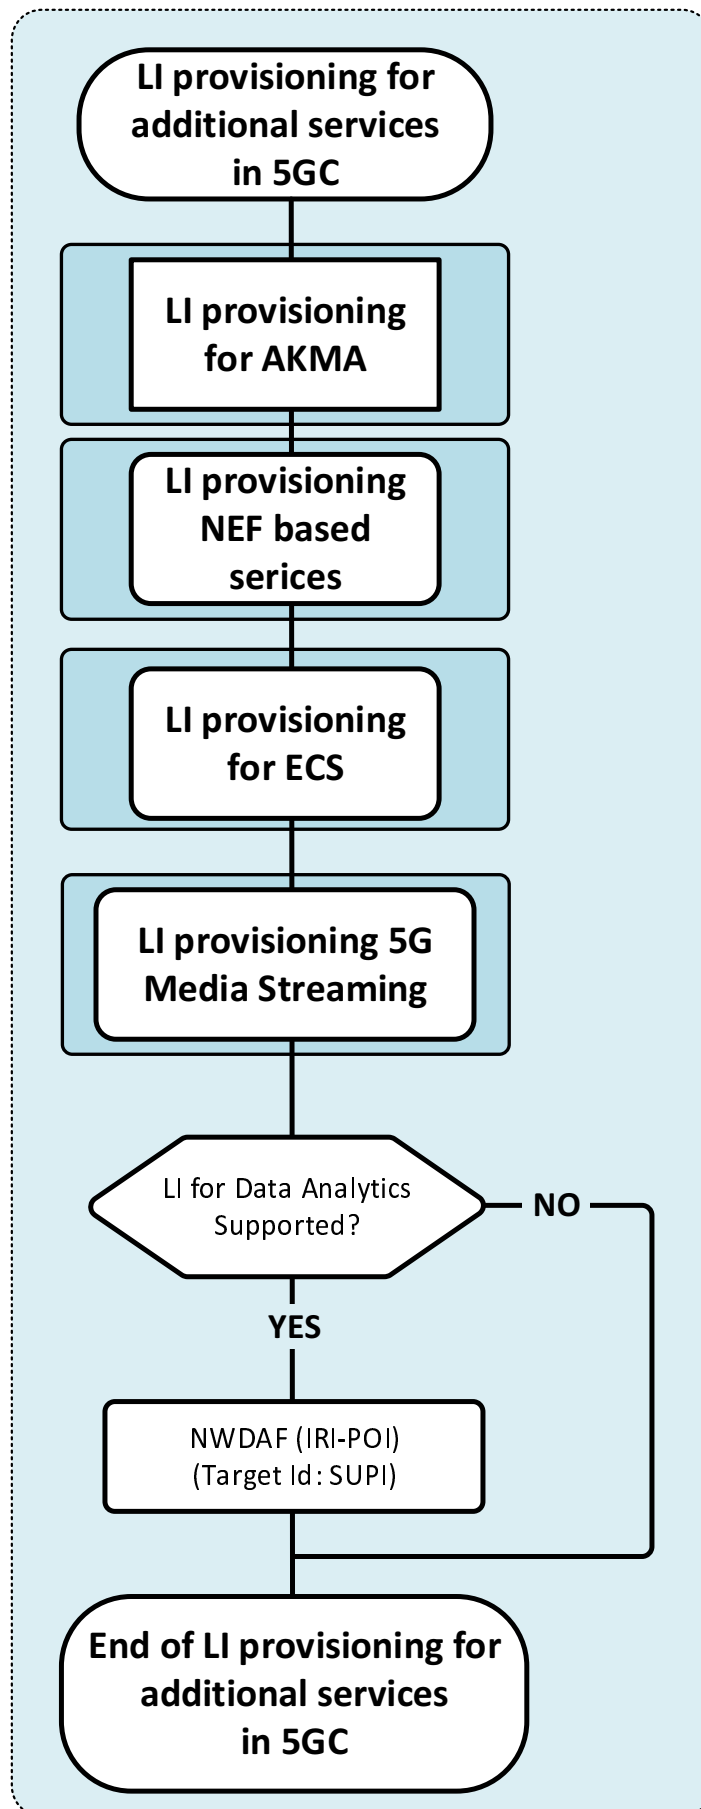 LI provisioning for
additional services
in 5GC
LI provisioning
for AKMA
LI provisioning
NEF based
serices
LI provisioning
for ECS
LI provisioning 5G
Media Streaming
LI for Data Analytics
Supported?
NO
YES
NWDAF (IRI-POI)
(Target Id: SUPI)
End of LI provisioning for
additional services
in 5GC